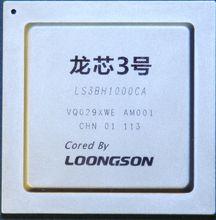 龙芯3号
LS3BH1000CA
VQ029XWE AM001
CHN 01 113
Cored By
LOONGSON